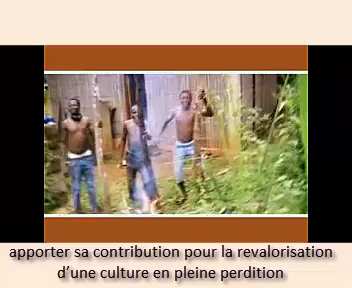 apporter sa contribution pour la revalorisation
d'une culture en pleine perdition